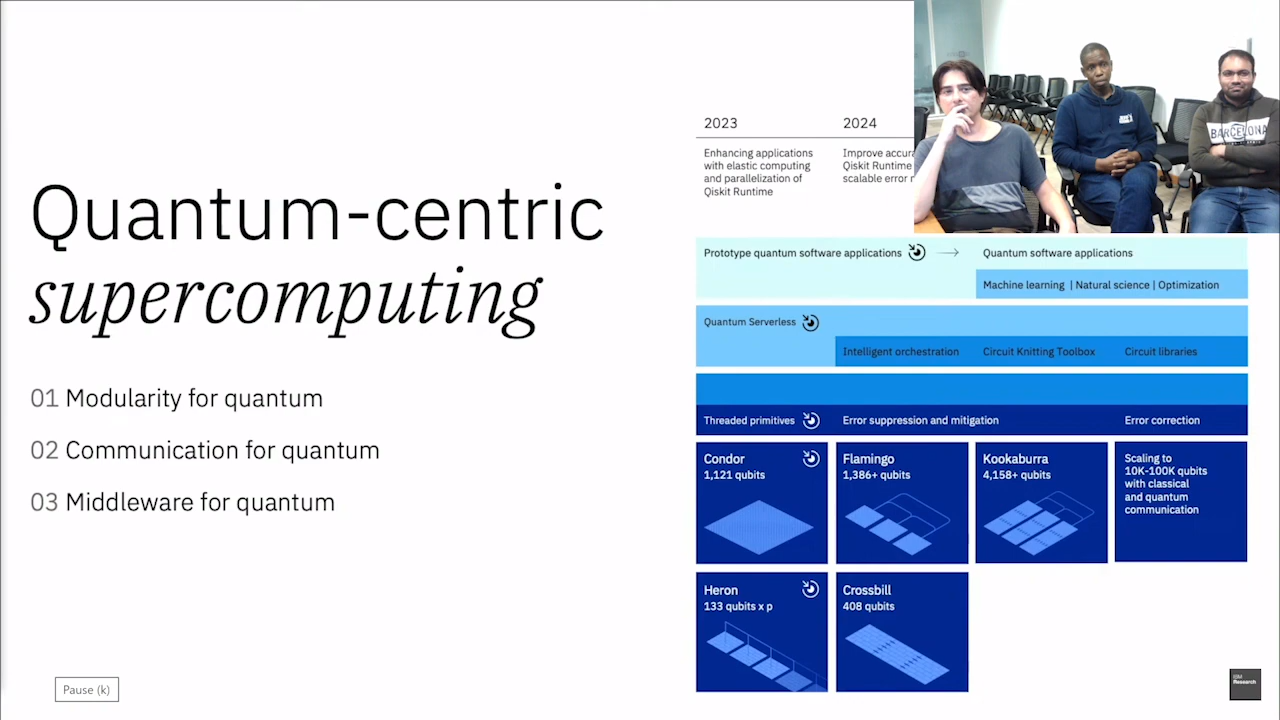 Quantum-centric
supercomputing
01 Modularity for quantum
02 Communication for quantum
03 Middleware for quantum
2023
Enhancing applications
with elastic computing
and parallelization of
Qiskit Runtime
2024
Improve
Qiskit Runtime
scalable error
BARCELONA
Prototype quantum software applications →
Quantum software applications
Machine learning | Natural science | Optimization
Quantum Serverless
Intelligent orchestration
Circuit Knitting Toolbox
Circuit libraries
Threaded primitives
Error suppression and mitigation
Error correction
Condor
1,121 qubits
Flamingo
1,386+ qubits
Kookaburra
4,158+ qubits
Scaling to
10K-100K qubits
with classical
and quantum
communication
Heron
133 qubits x p
Crossbill
408 qubits
Pause (k)
IBM
Research